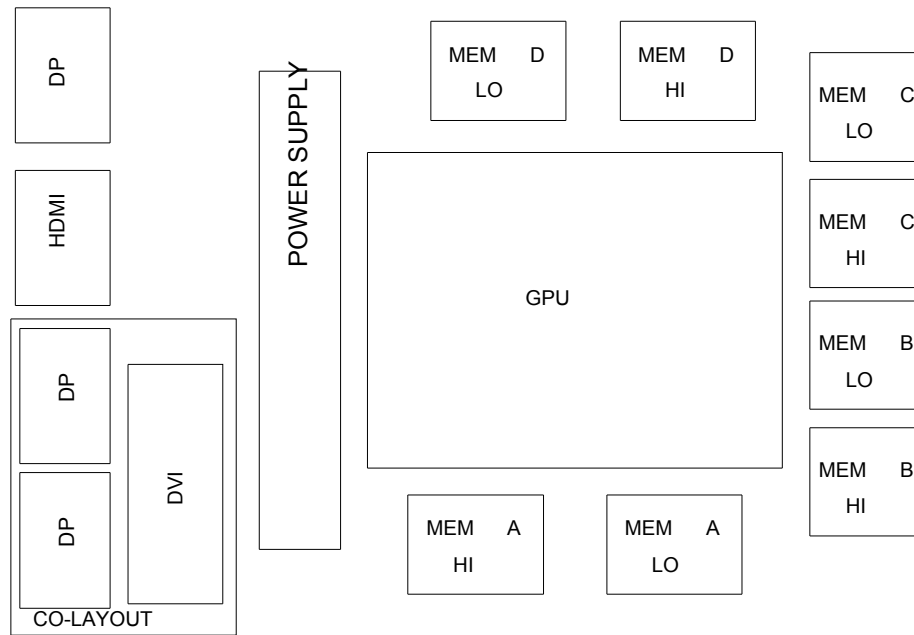 DP
HDMI
DP
DP
DVI
CO-LAYOUT
POWER SUPPLY
MEM D
LO
MEM D
HI
MEM C
LO
MEM C
HI
GPU
MEM B
LO
MEM B
HI
MEM A
HI
MEM A
LO